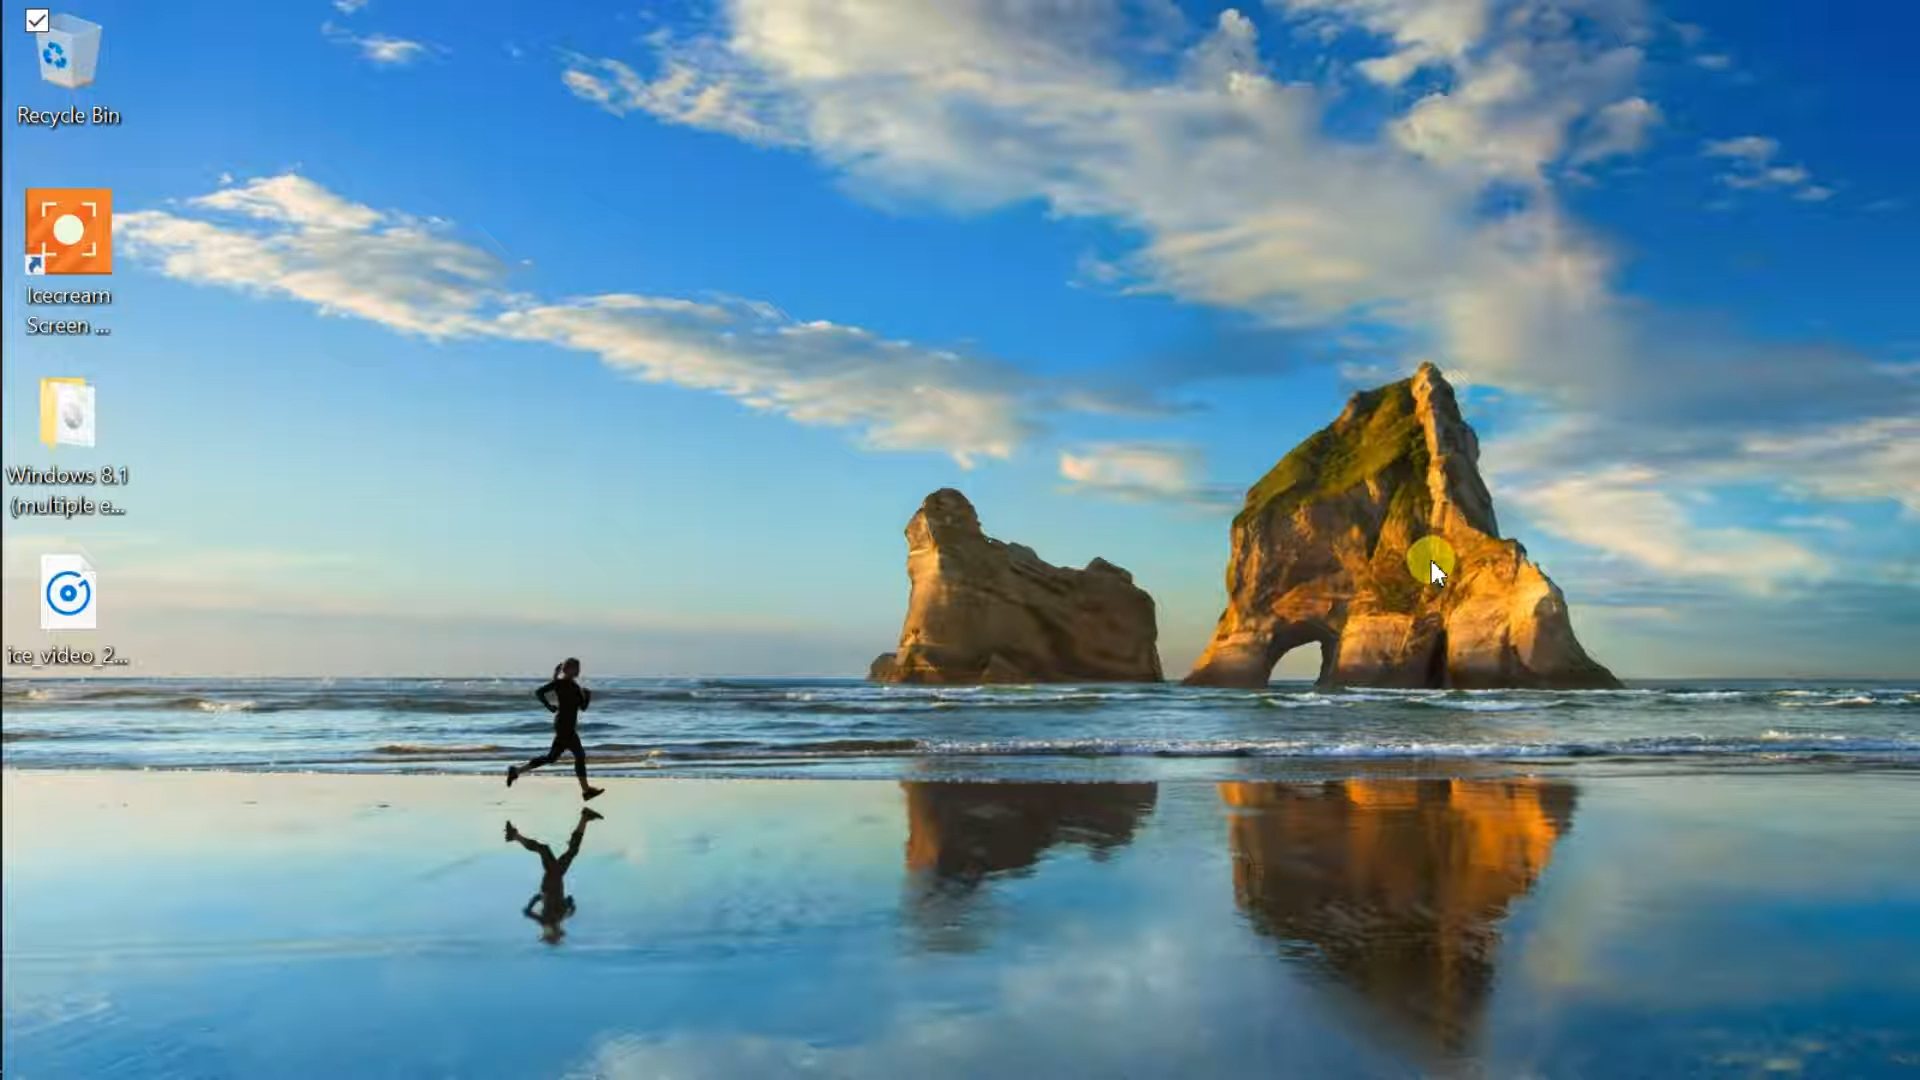 Recycle Bin
Icecream
Screen ...
Windows 8.1
(multiple e...
ice_video_2...